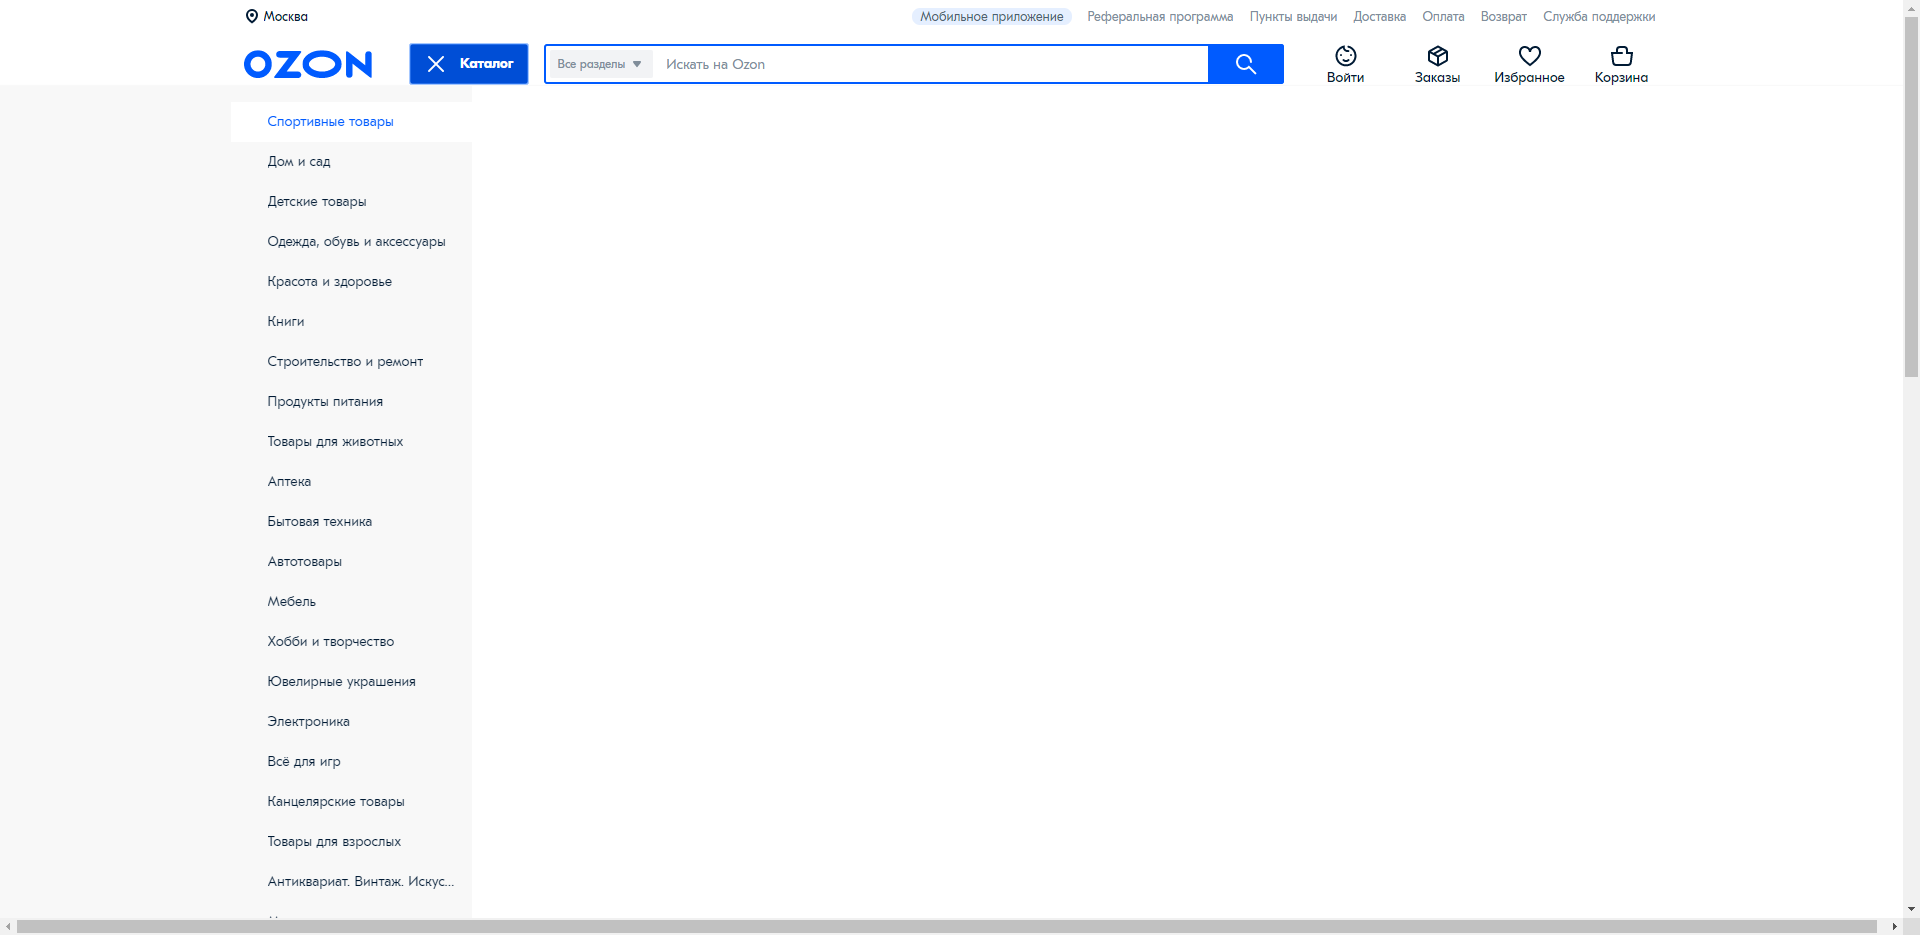 Москва
Мобильное приложение Реферальная программа Пункты выдачи Доставка Оплата Возврат Служба поддержки
OZON Каталог Все разделы Искать на Ozon Войти Заказы Избранное Корзина
Спортивные товары
Дом и сад
Детские товары
Одежда, обувь и аксессуары
Красота и здоровье
Книги
Строительство и ремонт
Продукты питания
Товары для животных
Аптека
Бытовая техника
Автотовары
Мебель
Хобби и творчество
Ювелирные украшения
Электроника
Всё для игр
Канцелярские товары
Товары для взрослых
Антиквариат. Винтаж. Искус...